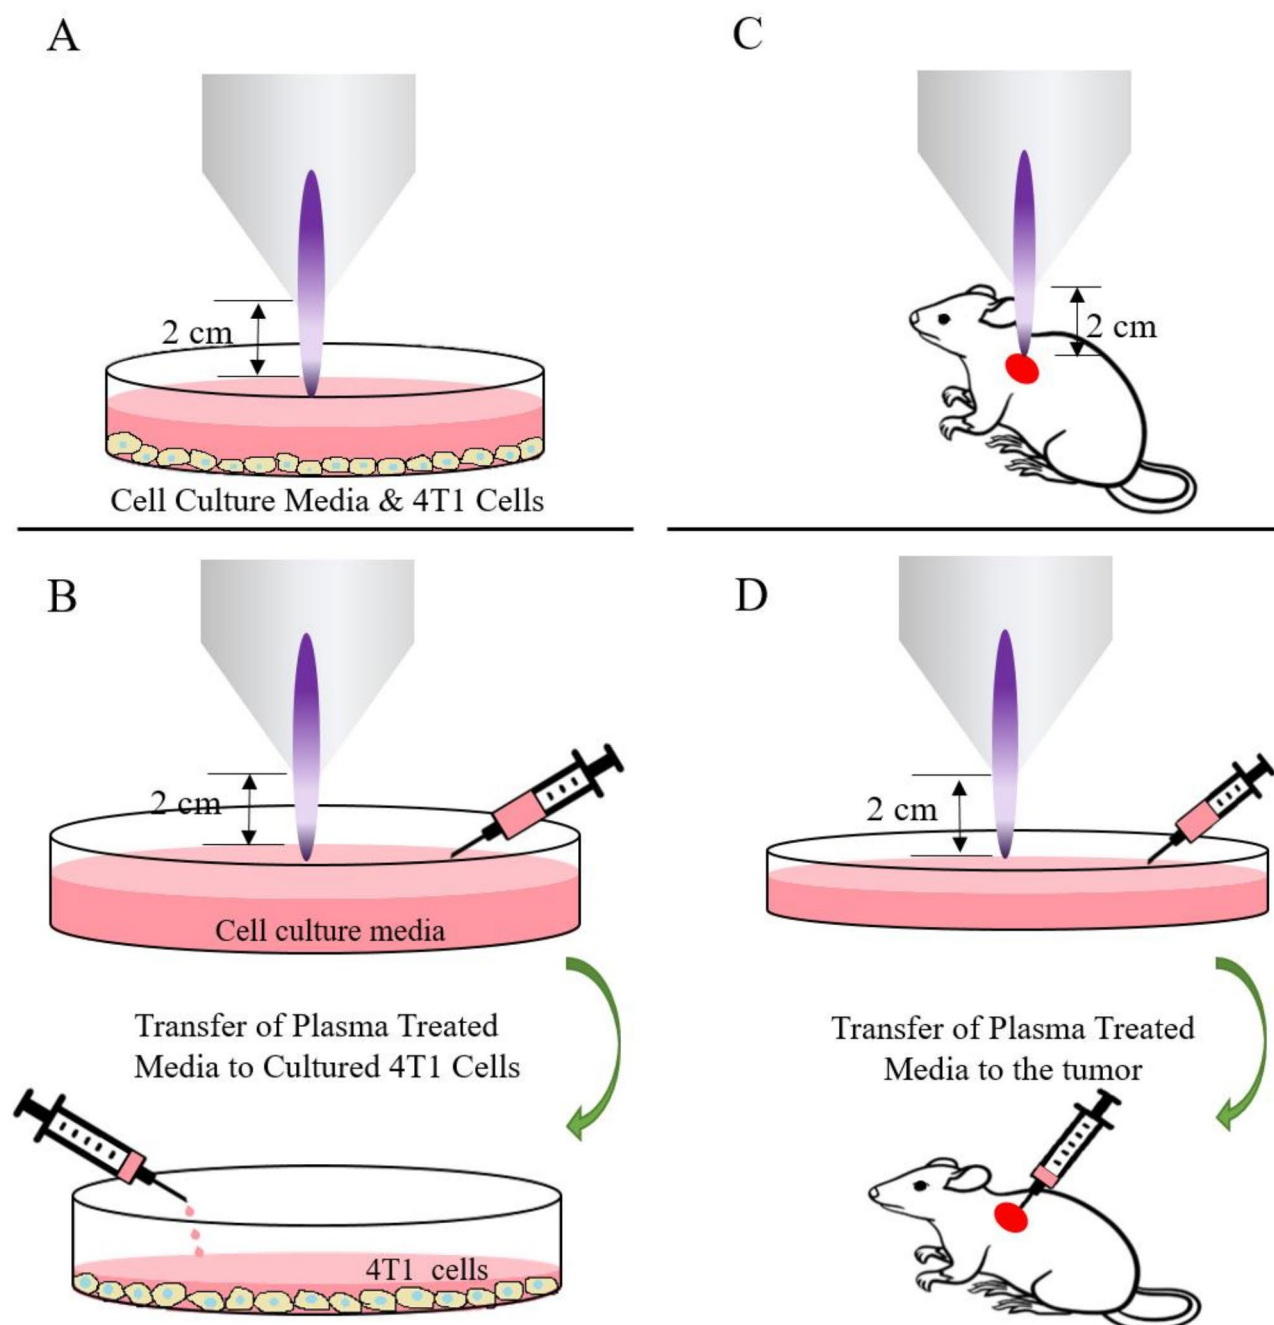 A
2 cm
Cell Culture Media & 4T1 Cells
C
2 cm
B
2 cm
Cell culture media
Transfer of Plasma Treated
Media to Cultured 4T1 Cells
4T1 cells
D
2 cm
Transfer of Plasma Treated
Media to the tumor